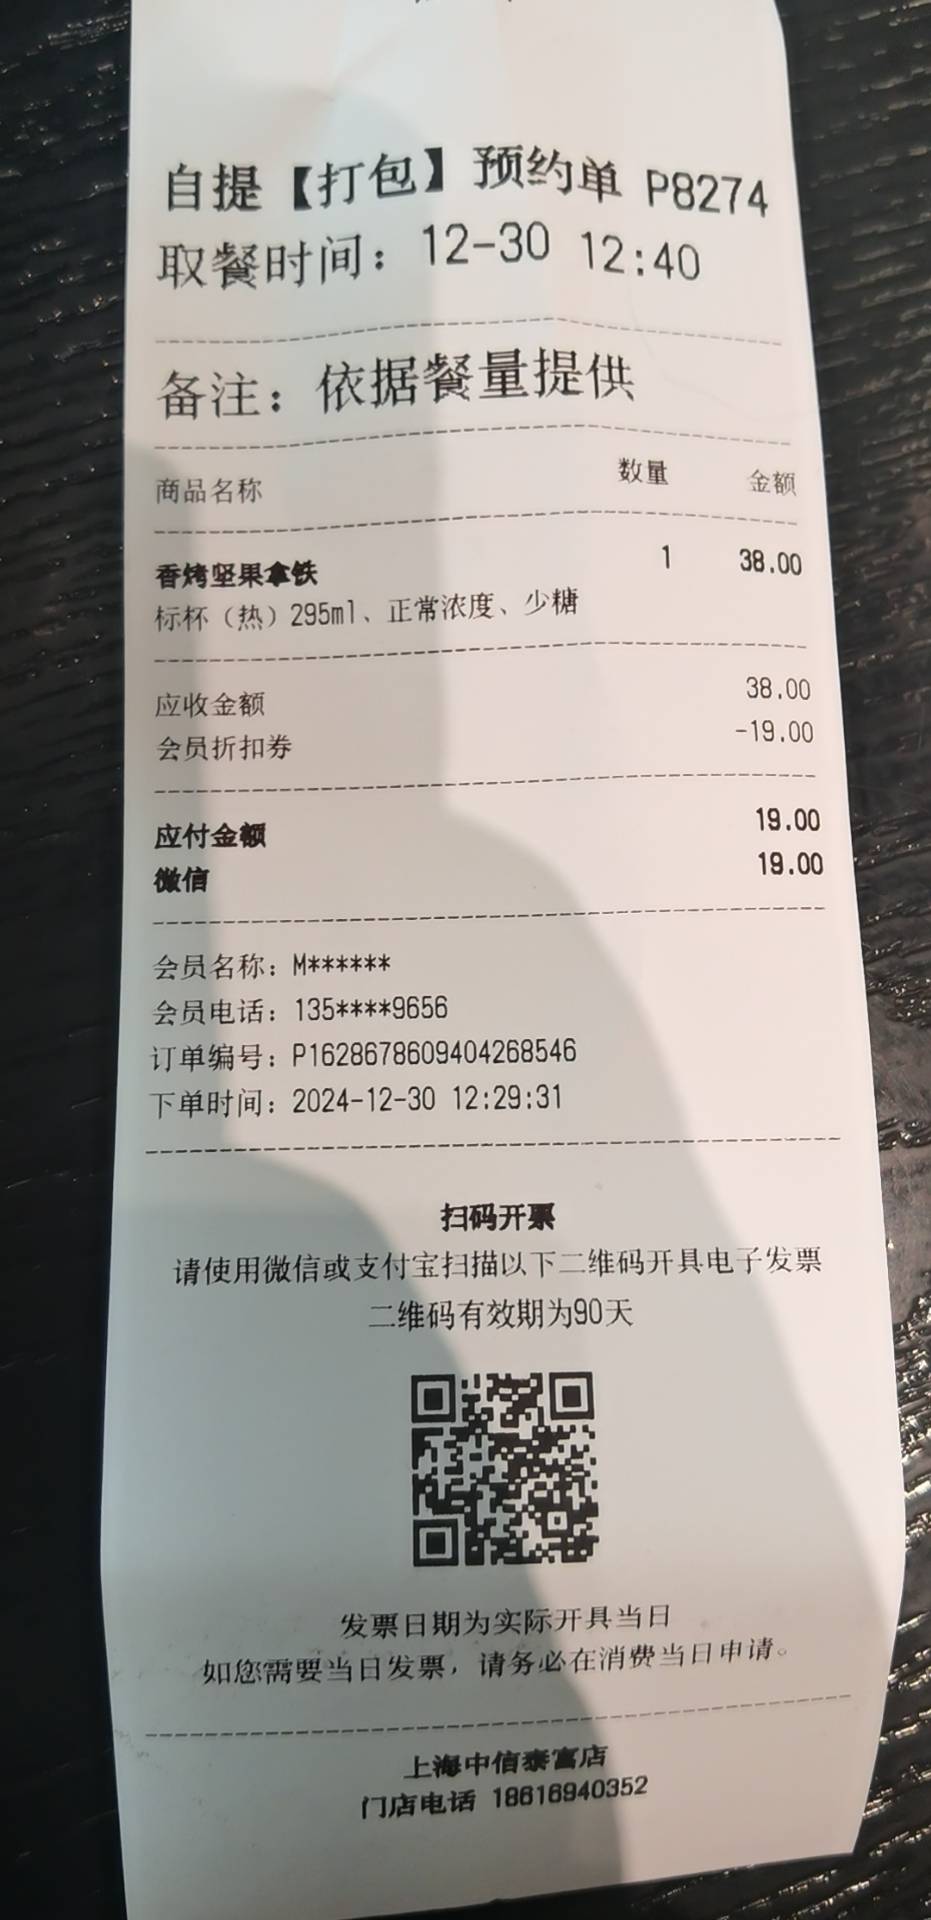 自提【打包】预约单 P8274
取餐时间：12-30 12:40
备注：依据餐量提供
商品名称 数量 金额
香烤坚果拿铁 1 38.00
标杯（热）295ml、正常浓度、少糖
应收金额 38.00
会员折扣券 -19.00
应付金额 19.00
微信 19.00
会员名称：M******
会员电话：135****9656
订单编号：P1628678609404268546
下单时间：2024-12-30 12:29:31
扫码开票
请使用微信或支付宝扫描以下二维码开具电子发票
二维码有效期为90天
发票日期为实际开具当日
如您需要当日发票，请务必在消费当日申请。
上海中信泰富店
门店电话 18616940352